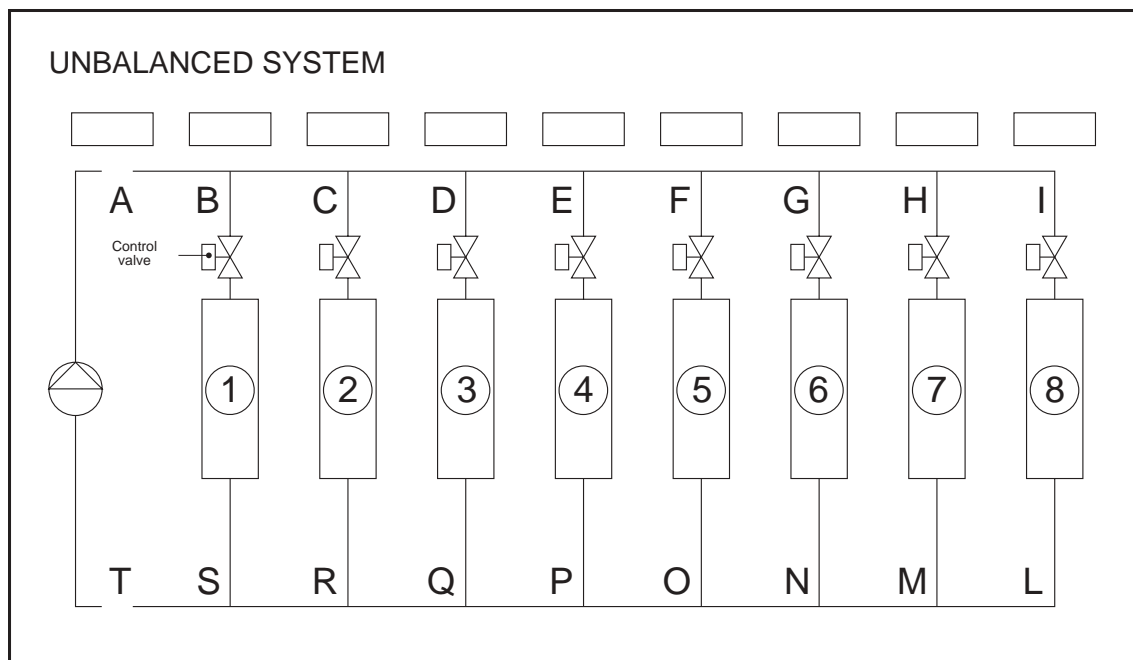 UNBALANCED SYSTEM
A B C D E F G H I
Control
valve
1 2 3 4 5 6 7 8
T S R Q P O N M L